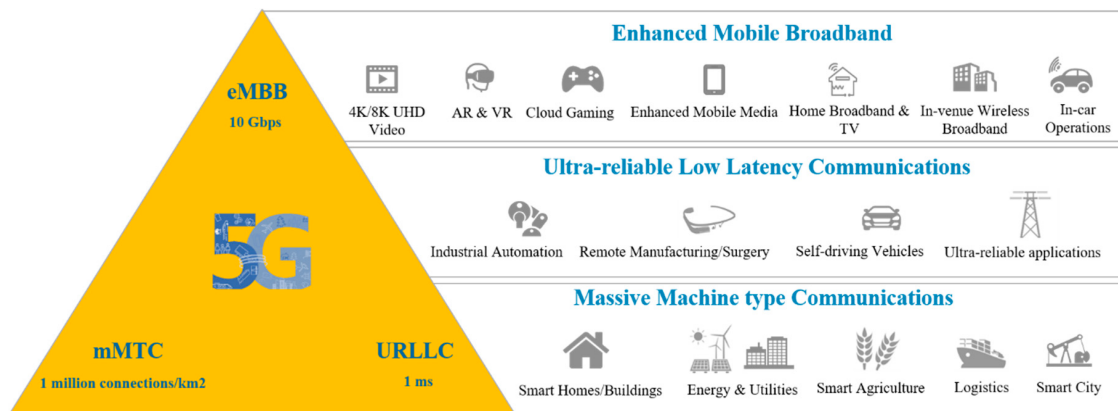 eMBB
10 Gbps
5G
mMTC
1 million connections/km2
URLLC
1 ms
Enhanced Mobile Broadband
4K/8K UHD
Video
AR & VR
Cloud Gaming
Enhanced Mobile Media
Home Broadband &
TV
In-venue Wireless
Broadband
In-car
Operations
Ultra-reliable Low Latency Communications
Industrial Automation
Remote Manufacturing/Surgery
Self-driving Vehicles
Ultra-reliable applications
Massive Machine type Communications
Smart Homes/Buildings
Energy & Utilities
Smart Agriculture
Logistics
Smart City